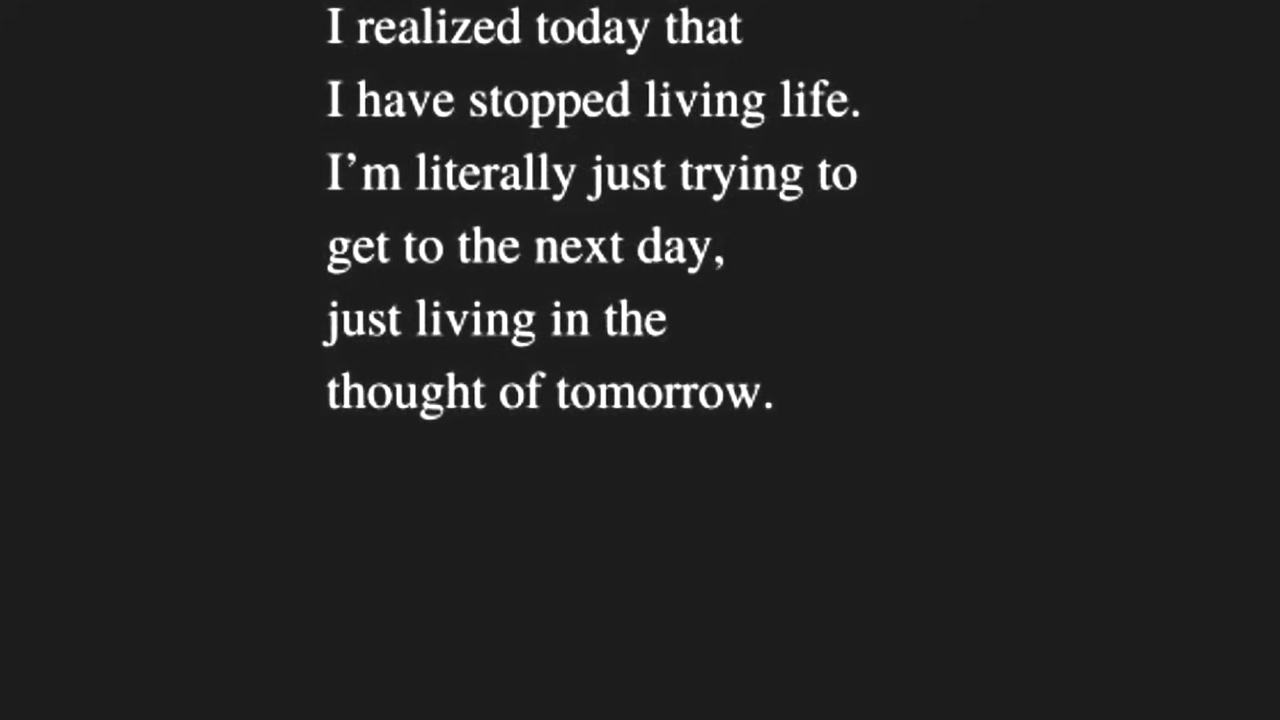 I realized today that
I have stopped living life.
I’m literally just trying to
get to the next day,
just living in the
thought of tomorrow.